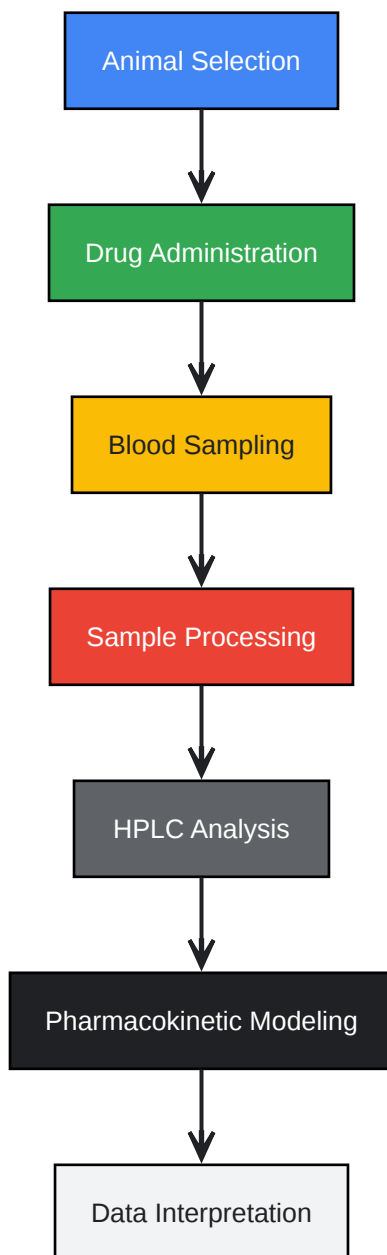 Animal Selection
Drug Administration
Blood Sampling
Sample Processing
HPLC Analysis
Pharmacokinetic Modeling
Data Interpretation